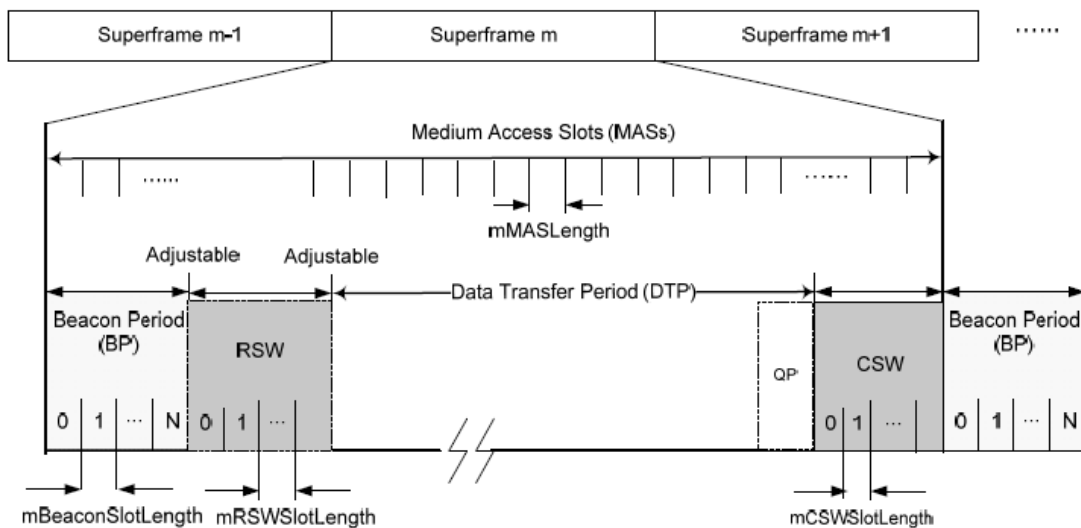 Superframe m-1 Superframe m Superframe m+1 ......
Medium Access Slots (MASs)
...... ......
mMASLength
Adjustable Adjustable
Data Transfer Period (DTP)
Beacon Period (BP)
RSW
QP
CSW
Beacon Period (BP)
0 1 ... N 0 1 ... 0 1 ... 0 1 ... N
mBeaconSlotLength mRSWSlotLength mCSWSlotLength